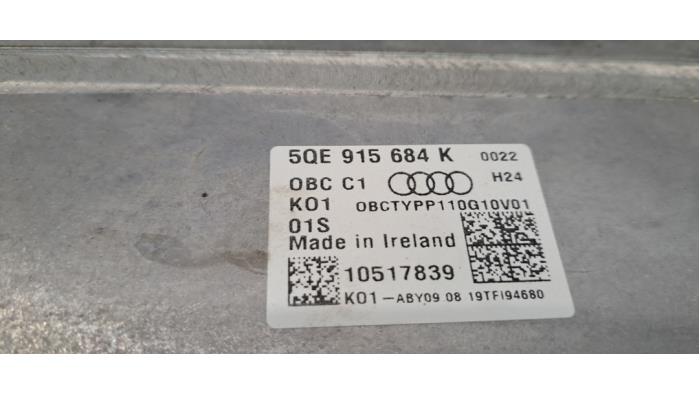 5QE 915 684 K 0022
OBC C1 H24
K01 OBCTYPP110G10V01
01S
Made in Ireland
10517839
K01-ABY09 08 19TFI94680